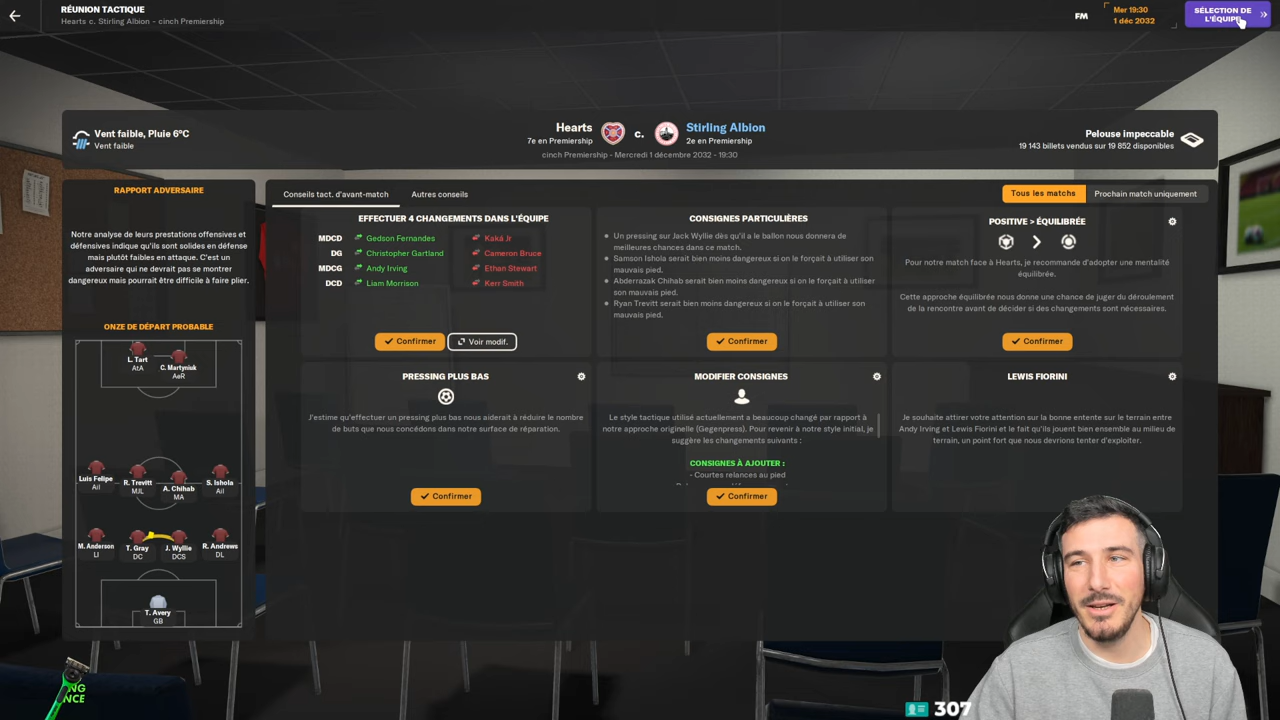 RÉUNION TACTIQUE
Hearts c. Stirling Albion - cinch Premiership
FM
Mer 19:30
1 déc 2032
SÉLECTION DE
L'ÉQUIPE
Vent faible, Pluie 6°C
Vent faible
Hearts
7e en Premiership
c.
Stirling Albion
2e en Premiership
cinch Premiership - Mercredi 1 décembre 2032 - 19:30
Pelouse impeccable
19 143 billets vendus sur 19 852 disponibles
RAPPORT ADVERSAIRE
Notre analyse de leurs prestations offensives et
défensives indique qu'ils sont solides en défense
mais plutôt faibles en attaque. C'est un
adversaire qui ne devrait pas se montrer
dangereux mais pourrait être difficile à faire plier.
ONZE DE DÉPART PROBABLE
L. Tart
AtA
C. Martyniuk
AeR
Luis Felipe
Ail
R. Trevitt
MJL
A. Chihab
MA
S. Ishola
Ail
M. Anderson
LI
T. Gray
DC
J. Wyllie
DCS
R. Andrews
DL
T. Avery
GB
Conseils tact. d'avant-match
Autres conseils
Tous les matchs
Prochain match uniquement
EFFECTUER 4 CHANGEMENTS DANS L'ÉQUIPE
MDCD Gedson Fernandes Kaká Jr
DG Christopher Gartland Cameron Bruce
MDCG Andy Irving Ethan Stewart
DCD Liam Morrison Kerr Smith
Confirmer
Voir modif.
CONSIGNES PARTICULIÈRES
Un pressing sur Jack Wyllie dès qu'il a le ballon nous donnera de
meilleures chances dans ce match.
Samson Ishola serait bien moins dangereux si on le forçait à utiliser son
mauvais pied.
Abderrazak Chihab serait bien moins dangereux si on le forçait à utiliser
son mauvais pied.
Ryan Trevitt serait bien moins dangereux si on le forçait à utiliser son
mauvais pied.
Confirmer
POSITIVE > ÉQUILIBRÉE
Pour notre match face à Hearts, je recommande d'adopter une mentalité
équilibrée.
Cette approche équilibrée nous donne une chance de juger du déroulement
de la rencontre avant de décider si des changements sont nécessaires.
Confirmer
PRESSING PLUS BAS
J'estime qu'effectuer un pressing plus bas nous aiderait à réduire le nombre
de buts que nous concédons dans notre surface de réparation.
Confirmer
MODIFIER CONSIGNES
Le style tactique utilisé actuellement a beaucoup changé par rapport à
notre approche originelle (Gegenpress). Pour revenir à notre style initial, je
suggère les changements suivants :
CONSIGNES À AJOUTER :
- Courtes relances au pied
Confirmer
LEWIS FIORINI
Je souhaite attirer votre attention sur la bonne entente sur le terrain entre
Andy Irving et Lewis Fiorini et le fait qu'ils jouent bien ensemble au milieu de
terrain, un point fort que nous devrions tenter d'exploiter.
307